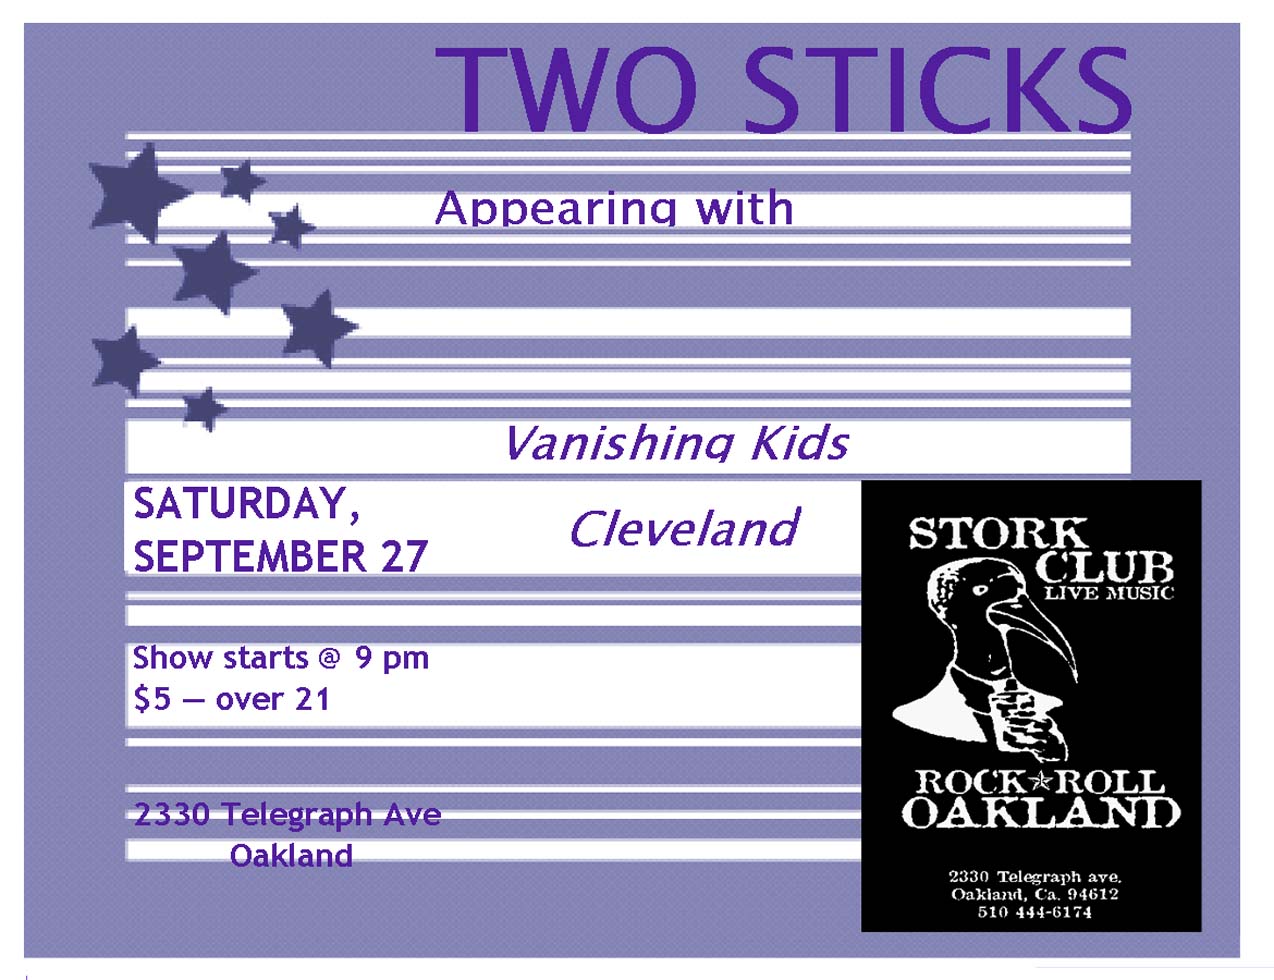 TWO STICKS
Appearing with
Vanishing Kids
Cleveland
SATURDAY,
SEPTEMBER 27
Show starts @ 9 pm
$5 — over 21
2330 Telegraph Ave
Oakland
STORK
CLUB
LIVE MUSIC
ROCK ROLL
OAKLAND
2330 Telegraph ave.
Oakland, Ca. 94612
510 444-6174